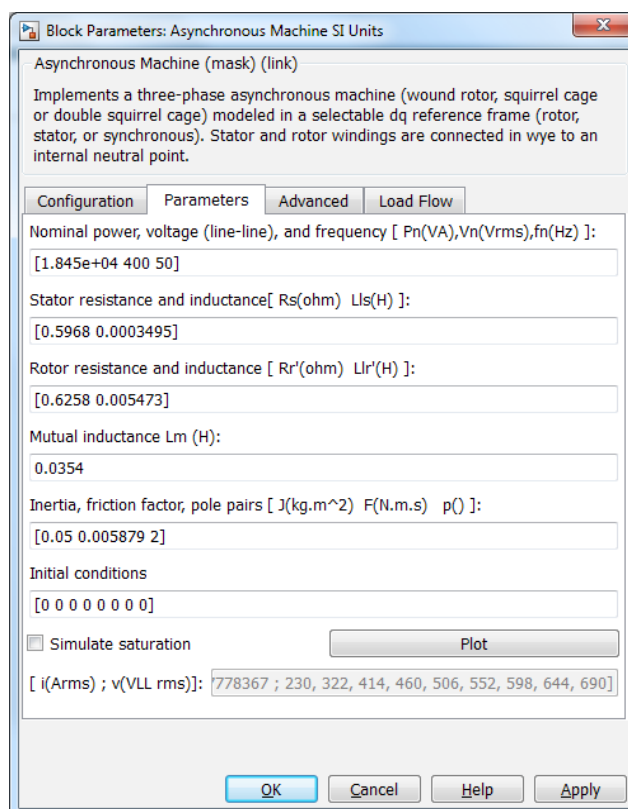 Block Parameters: Asynchronous Machine SI Units
Asynchronous Machine (mask) (link)
Implements a three-phase asynchronous machine (wound rotor, squirrel cage
or double squirrel cage) modeled in a selectable dq reference frame (rotor,
stator, or synchronous). Stator and rotor windings are connected in wye to an
internal neutral point.
Configuration Parameters Advanced Load Flow
Nominal power, voltage (line-line), and frequency [ Pn(VA),Vn(Vrms),fn(Hz) ]:
[1.845e+04 400 50]
Stator resistance and inductance[ Rs(ohm) Lls(H) ]:
[0.5968 0.0003495]
Rotor resistance and inductance [ Rr'(ohm) Llr'(H) ]:
[0.6258 0.005473]
Mutual inductance Lm (H):
0.0354
Inertia, friction factor, pole pairs [ J(kg.m^2) F(N.m.s) p() ]:
[0.05 0.005879 2]
Initial conditions
[0 0 0 0 0 0 0 0]
Simulate saturation Plot
[ i(Arms) ; v(VLL rms)]: 778367 ; 230, 322, 414, 460, 506, 552, 598, 644, 690]
OK Cancel Help Apply